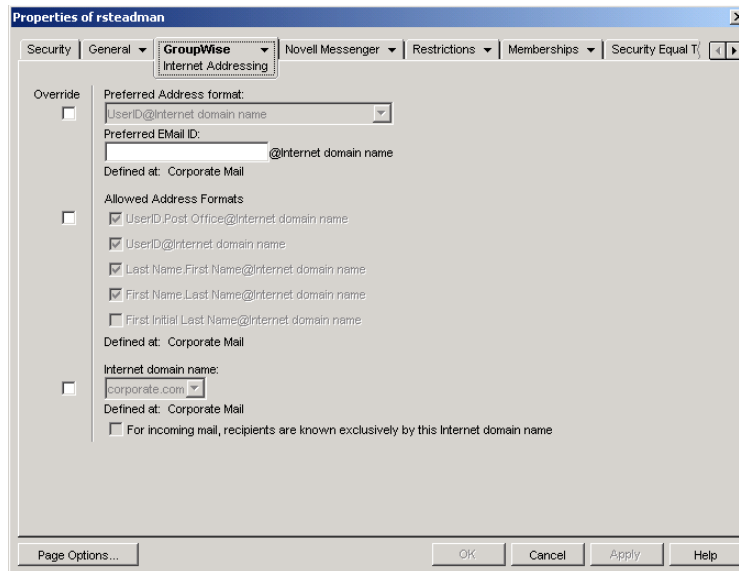 Properties of rsteadman
Security General GroupWise Novell Messenger Restrictions Memberships Security Equal T
Internet Addressing
Override Preferred Address format:
UserID@Internet domain name
Preferred EMail ID:
@Internet domain name
Defined at: Corporate Mail
Allowed Address Formats
UserID.Post Office@Internet domain name
UserID@Internet domain name
Last Name.First Name@Internet domain name
First Name.Last Name@Internet domain name
First Initial Last Name@Internet domain name
Defined at: Corporate Mail
Internet domain name:
corporate.com
Defined at: Corporate Mail
For incoming mail, recipients are known exclusively by this Internet domain name
Page Options... OK Cancel Apply Help